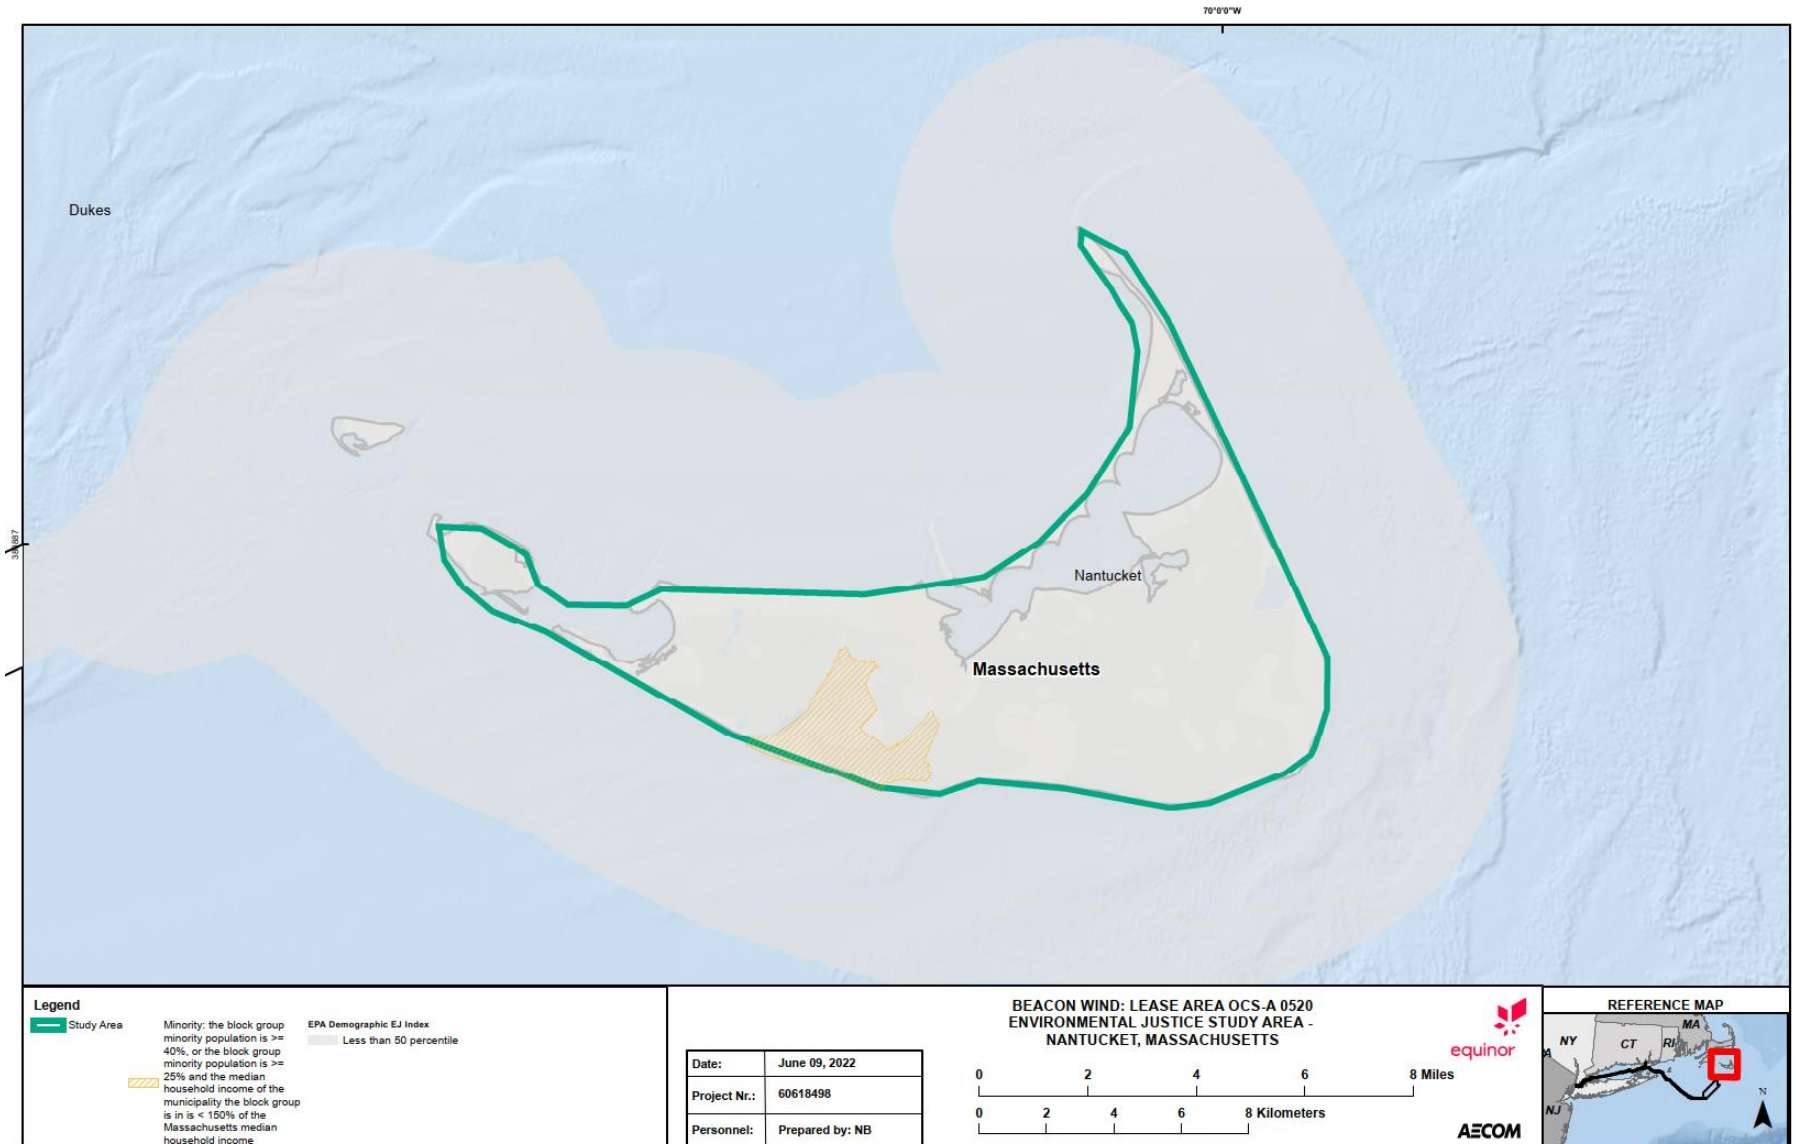 70°0'0"W
Dukes
Nantucket
Massachusetts
Legend
Study Area
Minority: the block group
minority population is >=
40%, or the block group
minority population is >=
25% and the median
household income of the
municipality the block group
is in is < 150% of the
Massachusetts median
household income
EPA Demographic EJ Index
Less than 50 percentile
Date: June 09, 2022
Project Nr.: 60618498
Personnel: Prepared by: NB
BEACON WIND: LEASE AREA OCS-A 0520
ENVIRONMENTAL JUSTICE STUDY AREA -
NANTUCKET, MASSACHUSETTS
0 2 4 6 8 Miles
0 2 4 6 8 Kilometers
equinor
AECOM
REFERENCE MAP
NY
CT
RI
MA
A
NJ
N